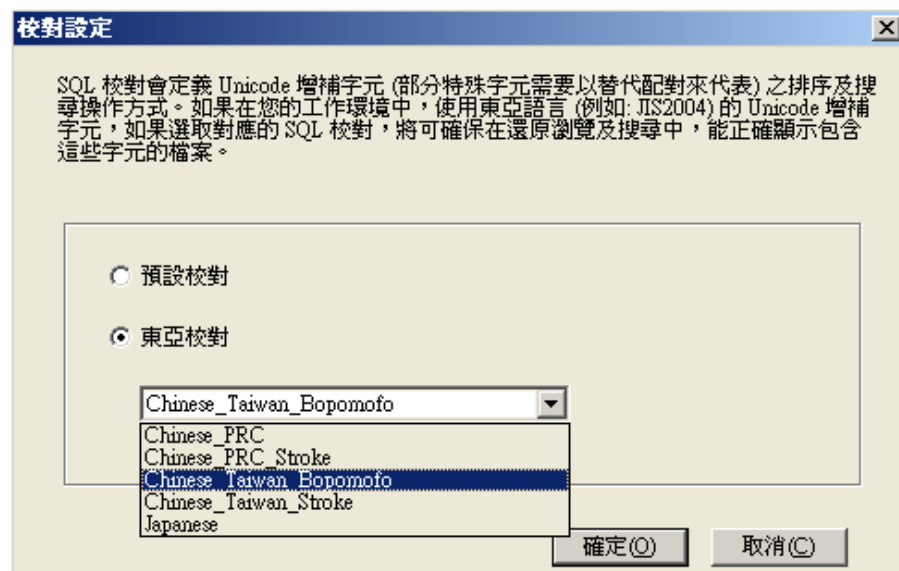 校對設定
SQL 校對會定義 Unicode 增補字元 (部分特殊字元需要以替代配對來代表) 之排序及搜
尋操作方式。如果在您的工作環境中，使用東亞語言 (例如: JIS2004) 的 Unicode 增補
字元，如果選取對應的 SQL 校對，將可確保在還原瀏覽及搜尋中，能正確顯示包含
這些字元的檔案。
預設校對
東亞校對
Chinese_Taiwan_Bopomofo
Chinese_PRC
Chinese_PRC_Stroke
Chinese_Taiwan_Bopomofo
Chinese_Taiwan_Stroke
Japanese
確定(O) 取消(C)